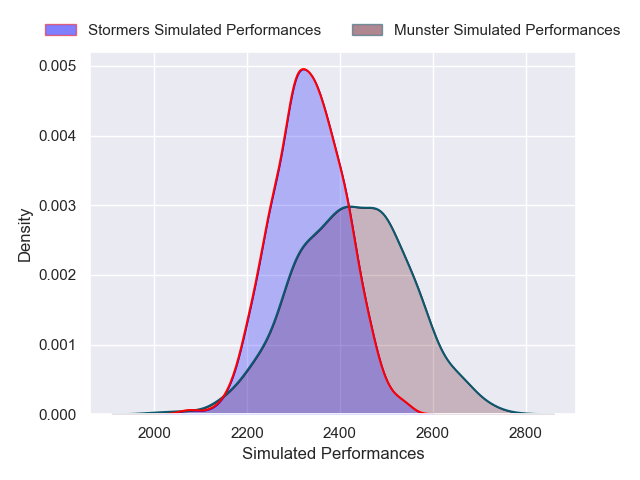 Stormers Simulated Performances Munster Simulated Performances
0.005
0.004
0.003
0.002
0.001
0.000
Density
2000 2200 2400 2600 2800
Simulated Performances